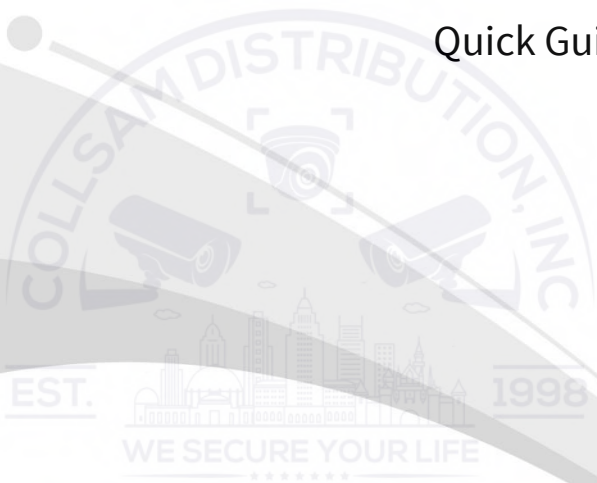 Quick Gui
COLLSAM DISTRIBUTION, INC
EST. 1998
WE SECURE YOUR LIFE